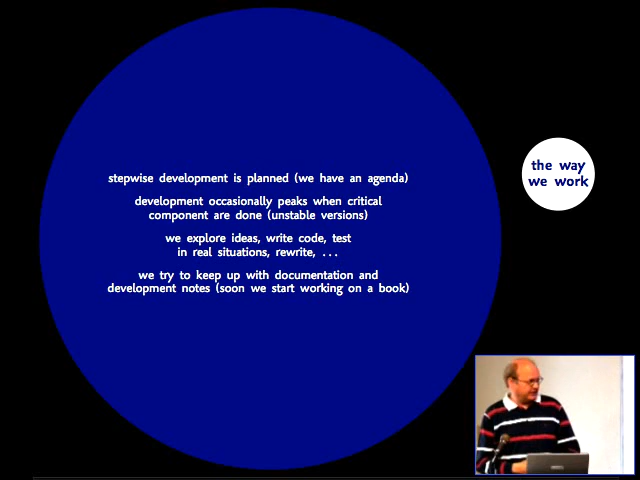 stepwise development is planned (we have an agenda)
development occasionally peaks when critical
component are done (unstable versions)
we explore ideas, write code, test
in real situations, rewrite, ...
we try to keep up with documentation and
development notes (soon we start working on a book)
the way
we work